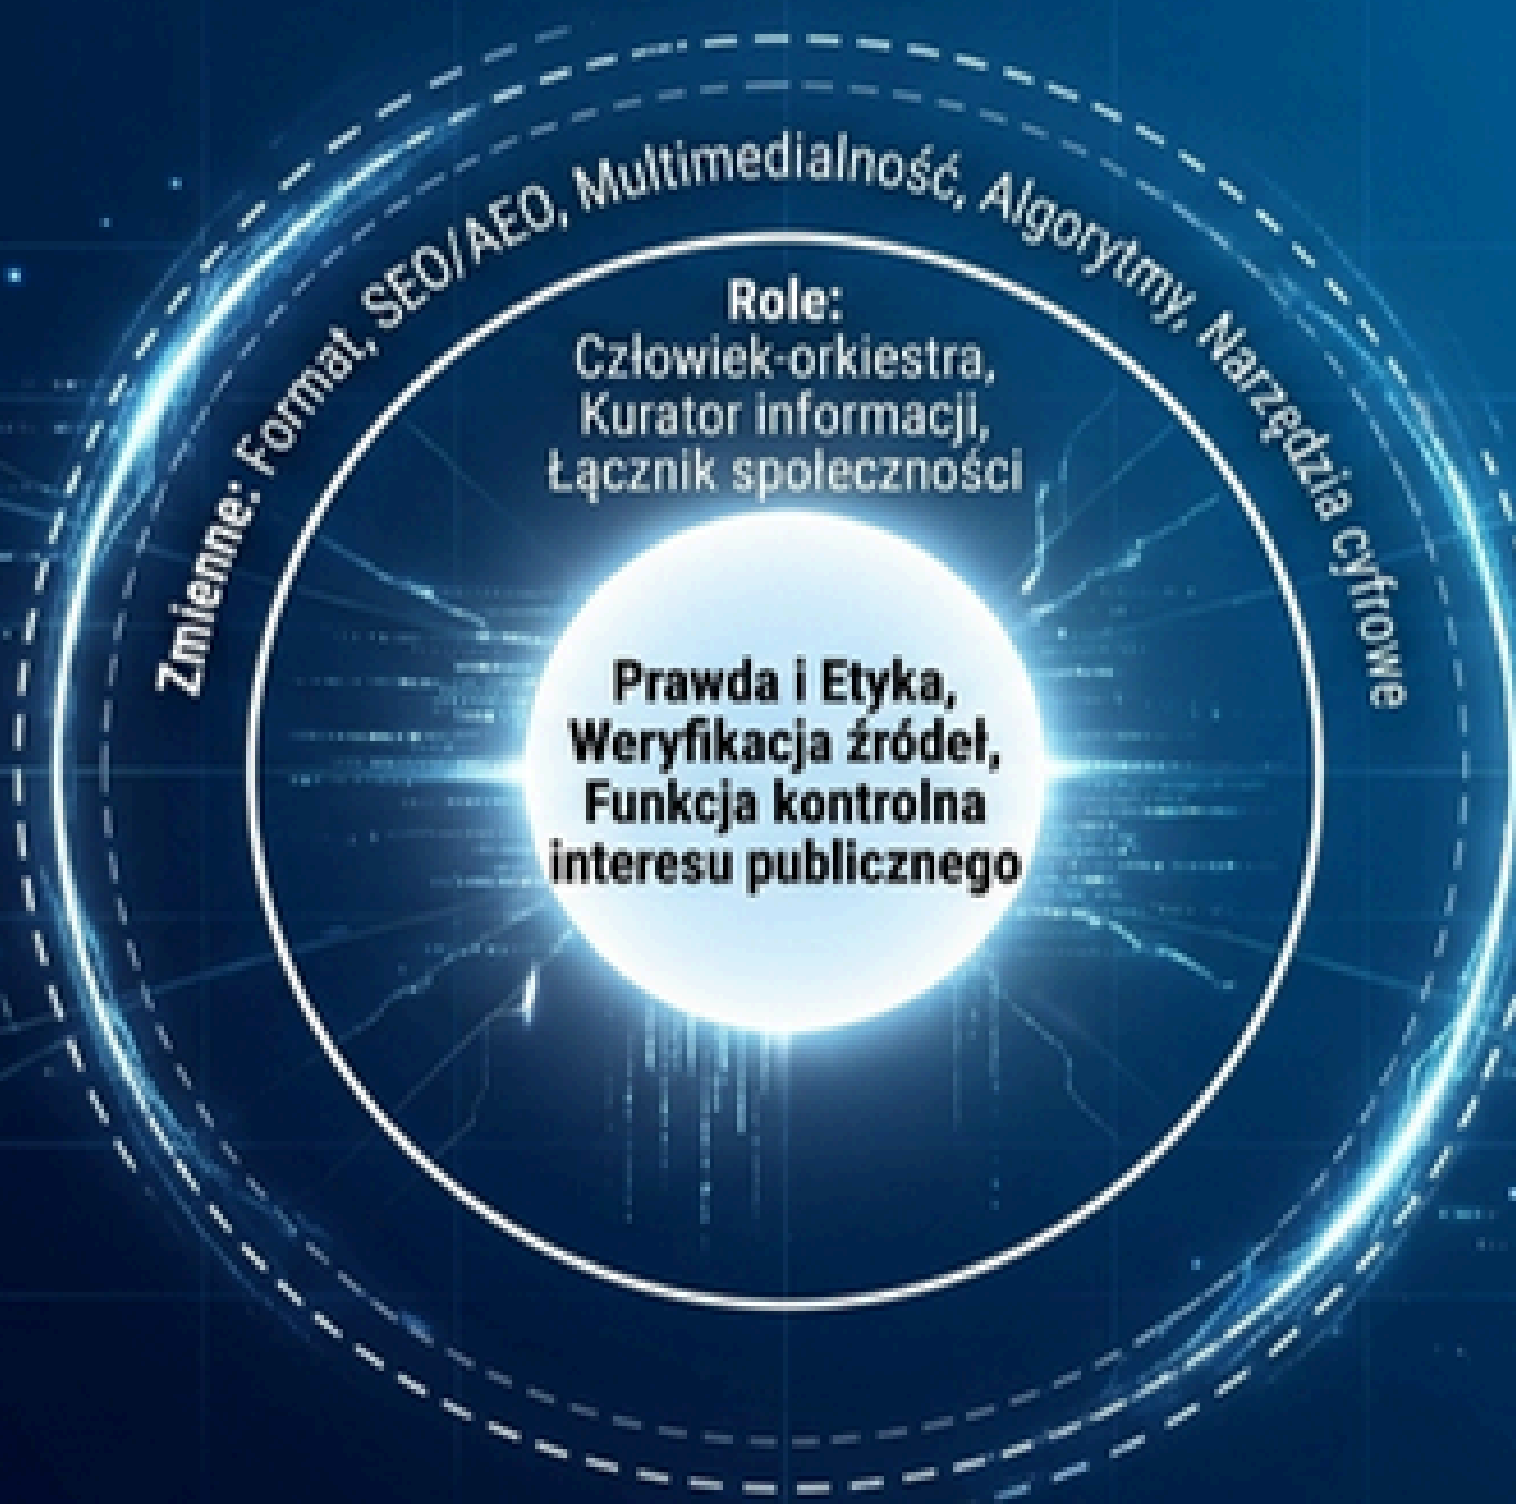 Zmienne: Format, SEO/AEO, Multimedialność, Algorytmy, Narzędzia cyfrowe
Role:
Człowiek-orkiestra,
Kurator informacji,
Łącznik społeczności
Prawda i Etyka,
Weryfikacja źródeł,
Funkcja kontrolna
interesu publicznego